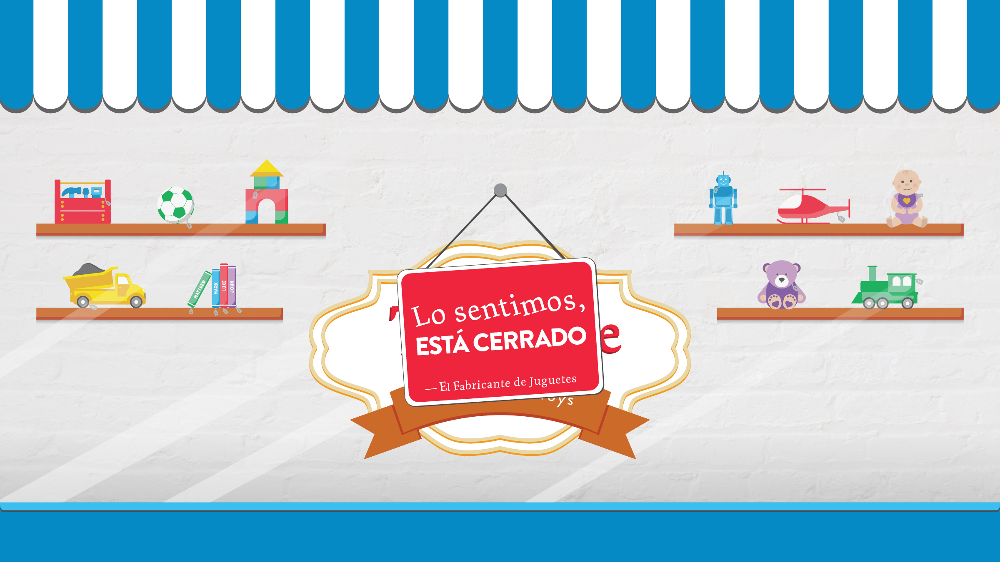 Lo sentimos,
ESTÁ CERRADO
— El Fabricante de Juguetes
MATTHEW
MARK
LUKE
JOHN